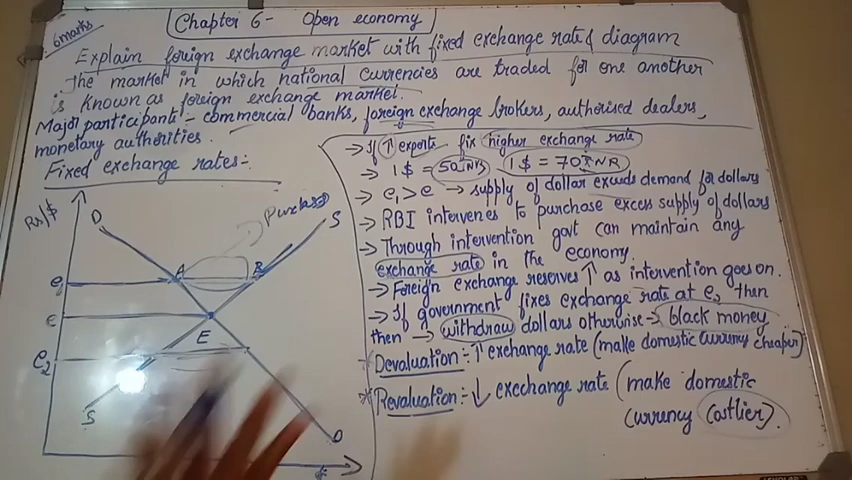 6marks
Chapter 6- Open economy
Explain foreign exchange market with fixed exchange rate & diagram
The market in which national currencies are traded for one another
is known as foreign exchange market.
Major participant:- commercial banks, foreign exchange brokers, authorised dealers,
monetary authorities.
Fixed exchange rates:-
Rs/$
D
Purchase
S
A
B
e1
e
E
e2
S
D
$
→ If ↑ exports fix higher exchange rate
→ 1$ = 50INR 1$ = 70INR
→ e1 > e → supply of dollar exceeds demand for dollars
→ RBI intervenes to purchase excess supply of dollars
→ Through intervention govt can maintain any
exchange rate in the economy.
→ Foreign exchange reserves ↑ as intervention goes on.
→ If government fixes exchange rate at e2 then
then → withdraw dollars otherwise → black money
* Devaluation:- ↑ exchange rate (make domestic currency cheaper)
* Revaluation:- ↓ excchange rate (make domestic
currency costlier).